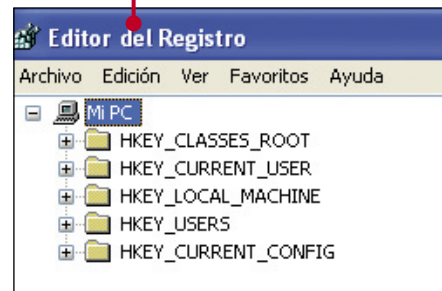 Editor del Registro
Archivo Edición Ver Favoritos Ayuda
Mi PC
HKEY_CLASSES_ROOT
HKEY_CURRENT_USER
HKEY_LOCAL_MACHINE
HKEY_USERS
HKEY_CURRENT_CONFIG